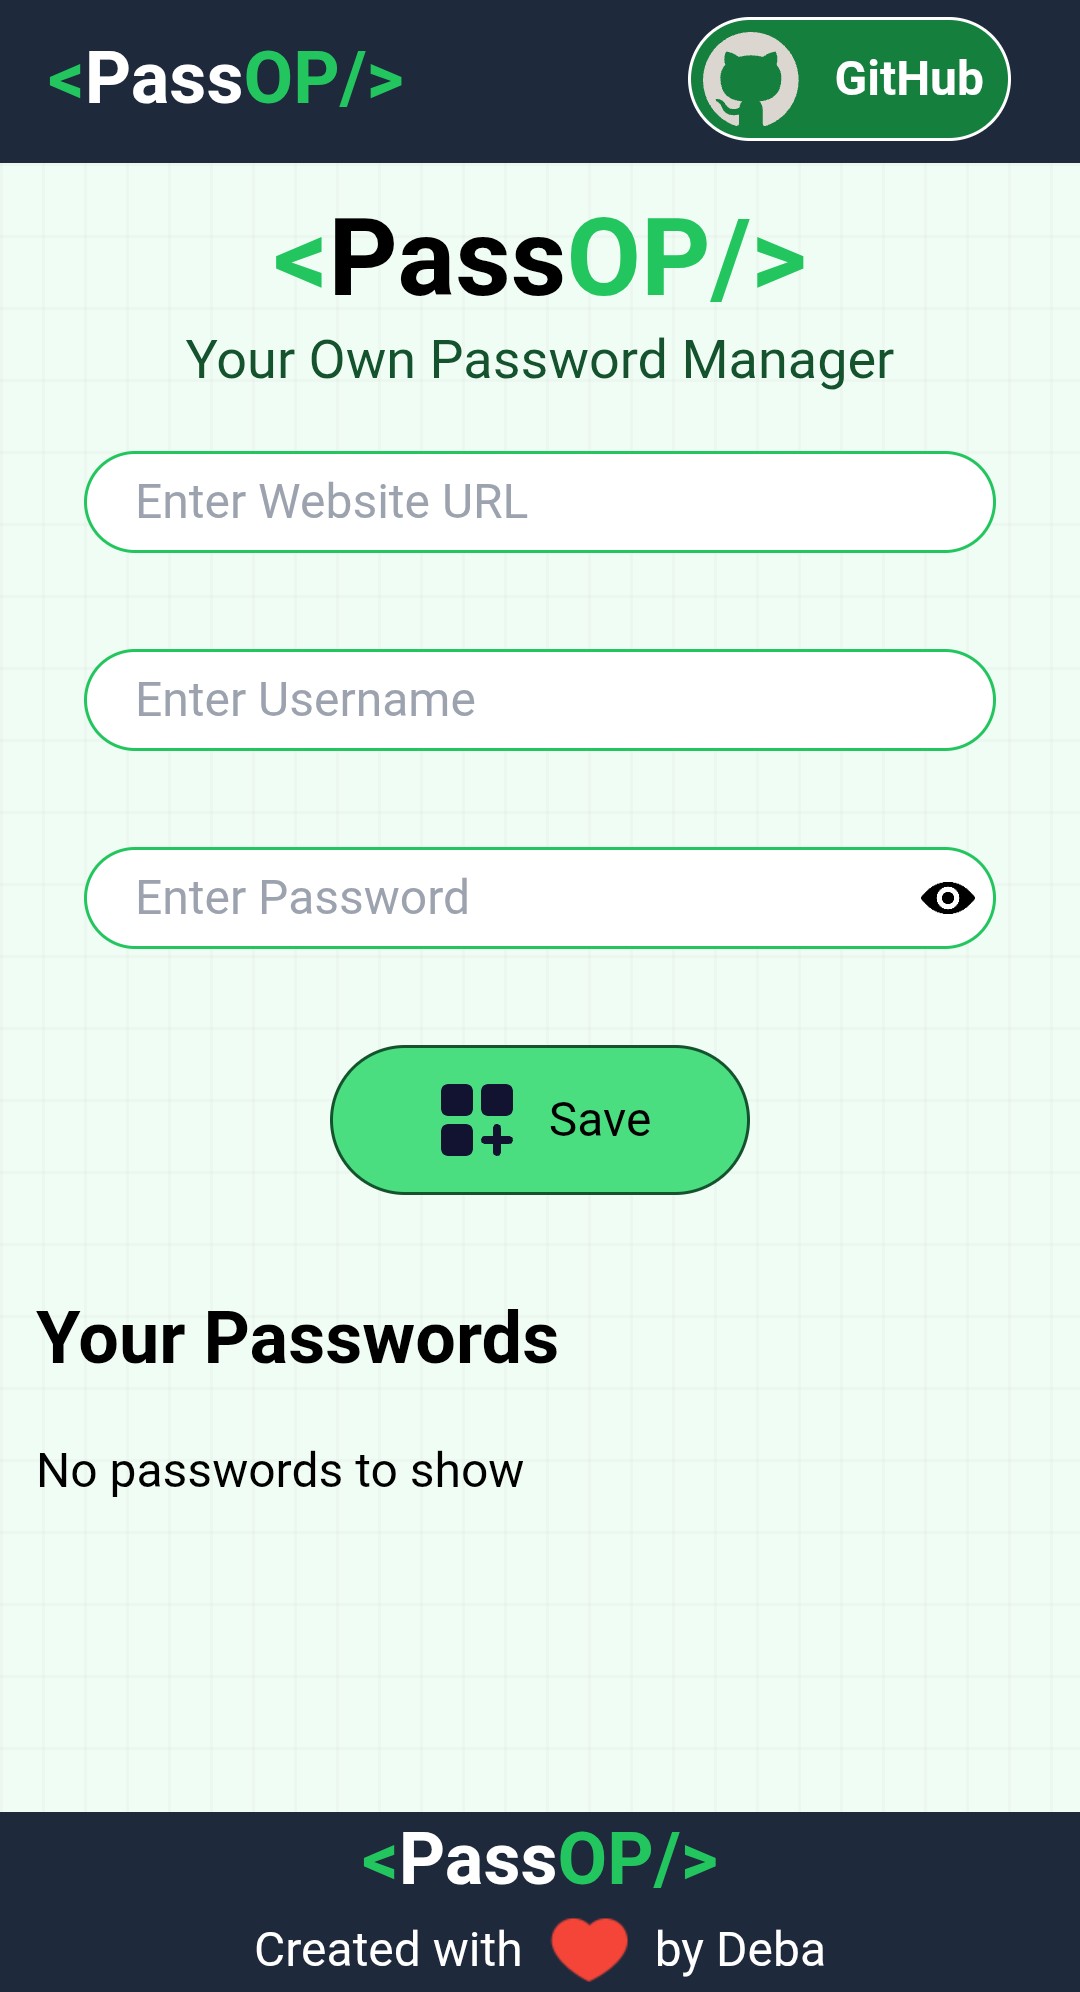 <PassOP/>
GitHub
<PassOP/>
Your Own Password Manager
Enter Website URL
Enter Username
Enter Password
Save
Your Passwords
No passwords to show
<PassOP/>
Created with by Deba